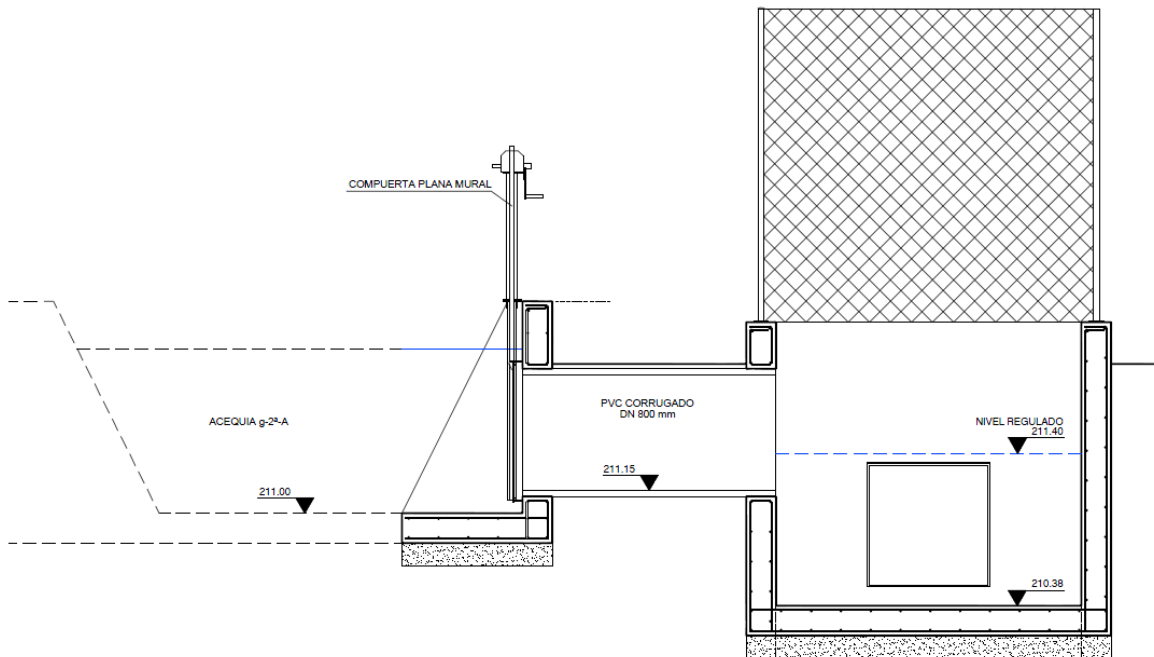 COMPUERTA PLANA MURAL
PVC CORRUGADO
DN 800 mm
ACEQUIA g-2ª-A
NIVEL REGULADO
211.40
211.15
211.00
210.38